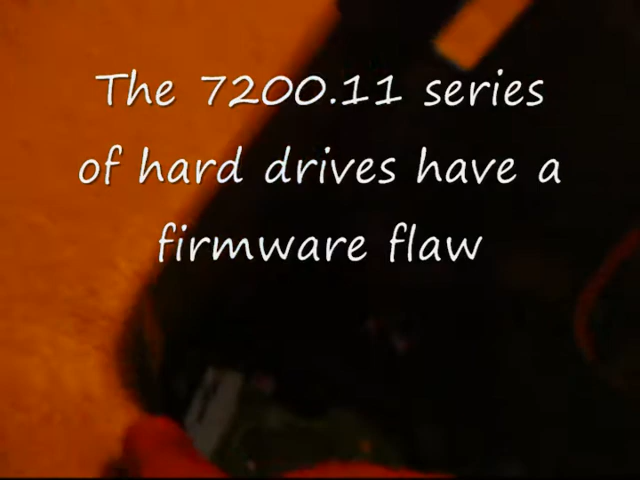 The 7200.11 series
of hard drives have a
firmware flaw